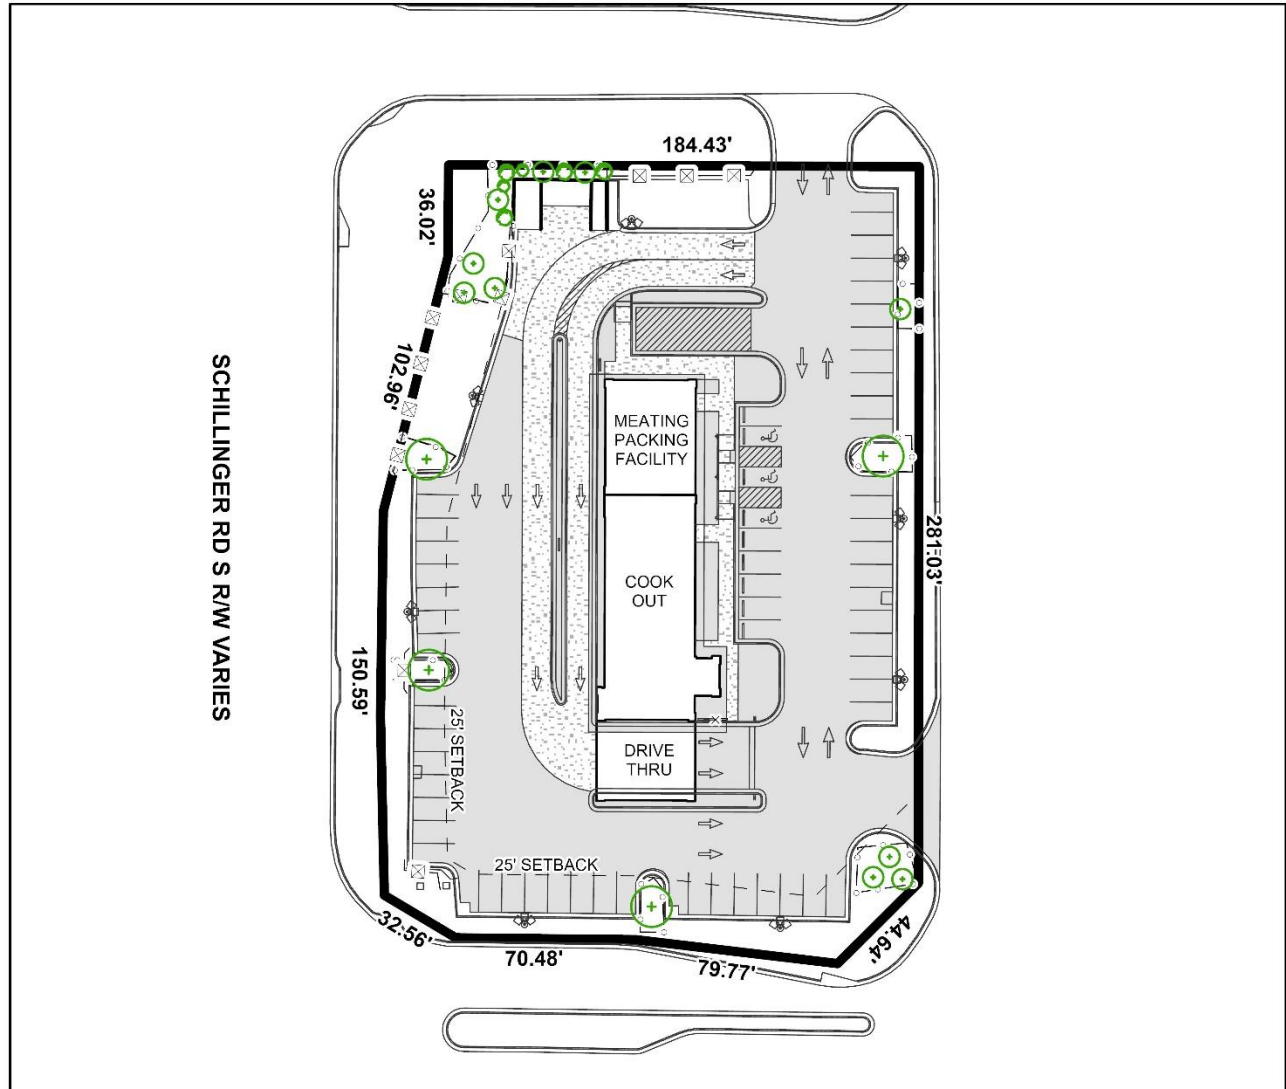 184.43'
36.02'
102.96'
SCHILLINGER RD S R/W VARIES
MEATING
PACKING
FACILITY
COOK
OUT
281.03'
150.59'
25' SETBACK
DRIVE
THRU
25' SETBACK
32.56'
70.48'
79.77'
44.64'